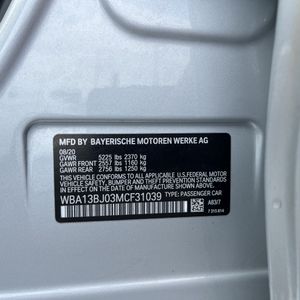 MFD BY BAYERISCHE MOTOREN WERKE AG
08/20
GVWR 5225 lbs 2370 kg
GAWR FRONT 2557 lbs 1160 kg
GAWR REAR 2756 lbs 1250 kg
THIS VEHICLE CONFORMS TO ALL APPLICABLE U.S. FEDERAL MOTOR
VEHICLE SAFETY, BUMPER, AND THEFT PREVENTION STANDARDS
IN EFFECT ON THE DATE OF MANUFACTURE SHOWN ABOVE.
WBA13BJ03MCF31039
TYPE PASSENGER CAR
A83/7